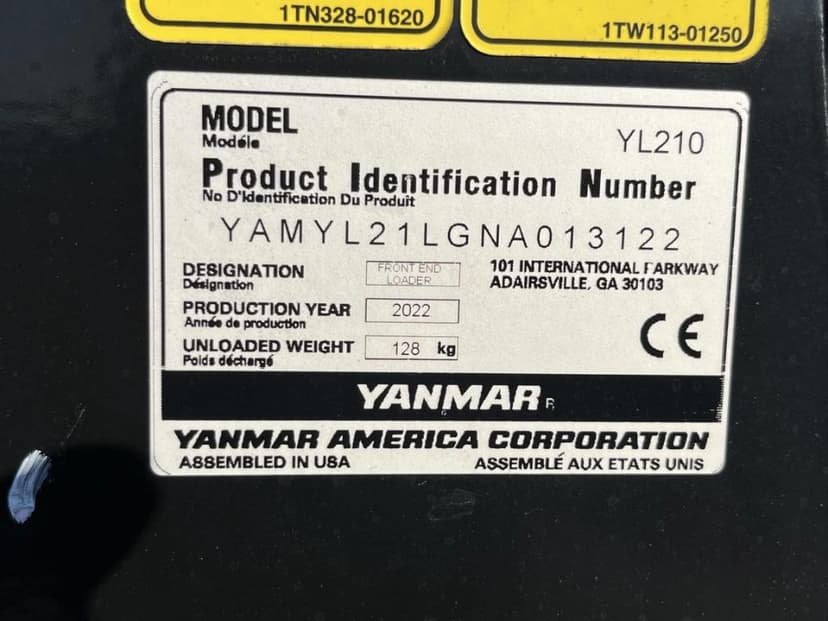 1TN328-01620
1TW113-01250
MODEL
Modéle
YL210
Product Identification Number
No D'Identification Du Produit
YAMYL21LGNA013122
DESIGNATION
Désignation
FRONT END
LOADER
101 INTERNATIONAL PARKWAY
ADAIRSVILLE, GA 30103
PRODUCTION YEAR
Année de production
2022
UNLOADED WEIGHT
Poids déchargé
128 kg
CE
YANMAR R
YANMAR AMERICA CORPORATION
ASSEMBLED IN USA
ASSEMBLÉ AUX ETATS UNIS